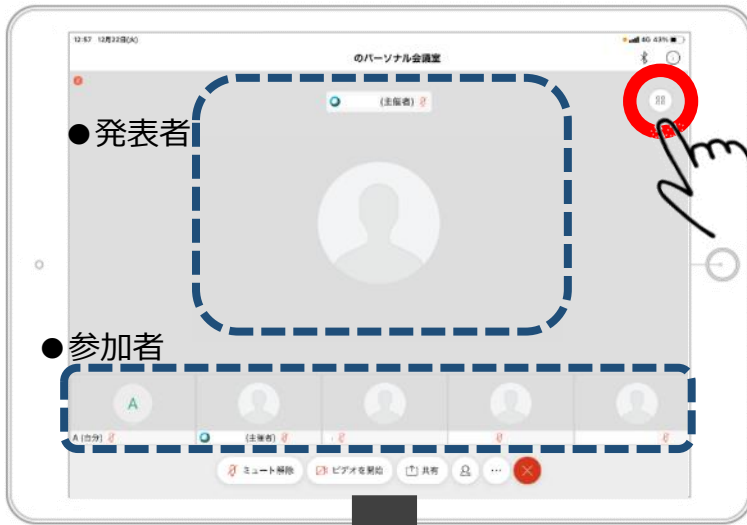 12:57 12月22日(火)
4G 43%
のパーソナル会議室
(主催者)
●発表者
●参加者
A
A (自分)
(主催者)
ミュート解除
ビデオを開始
共有